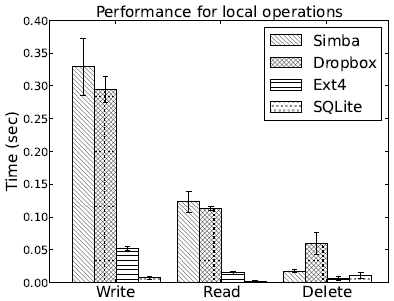 Performance for local operations
Time (sec)
0.40
0.35
0.30
0.25
0.20
0.15
0.10
0.05
0.00
Simba
Dropbox
Ext4
SQLite
Write Read Delete